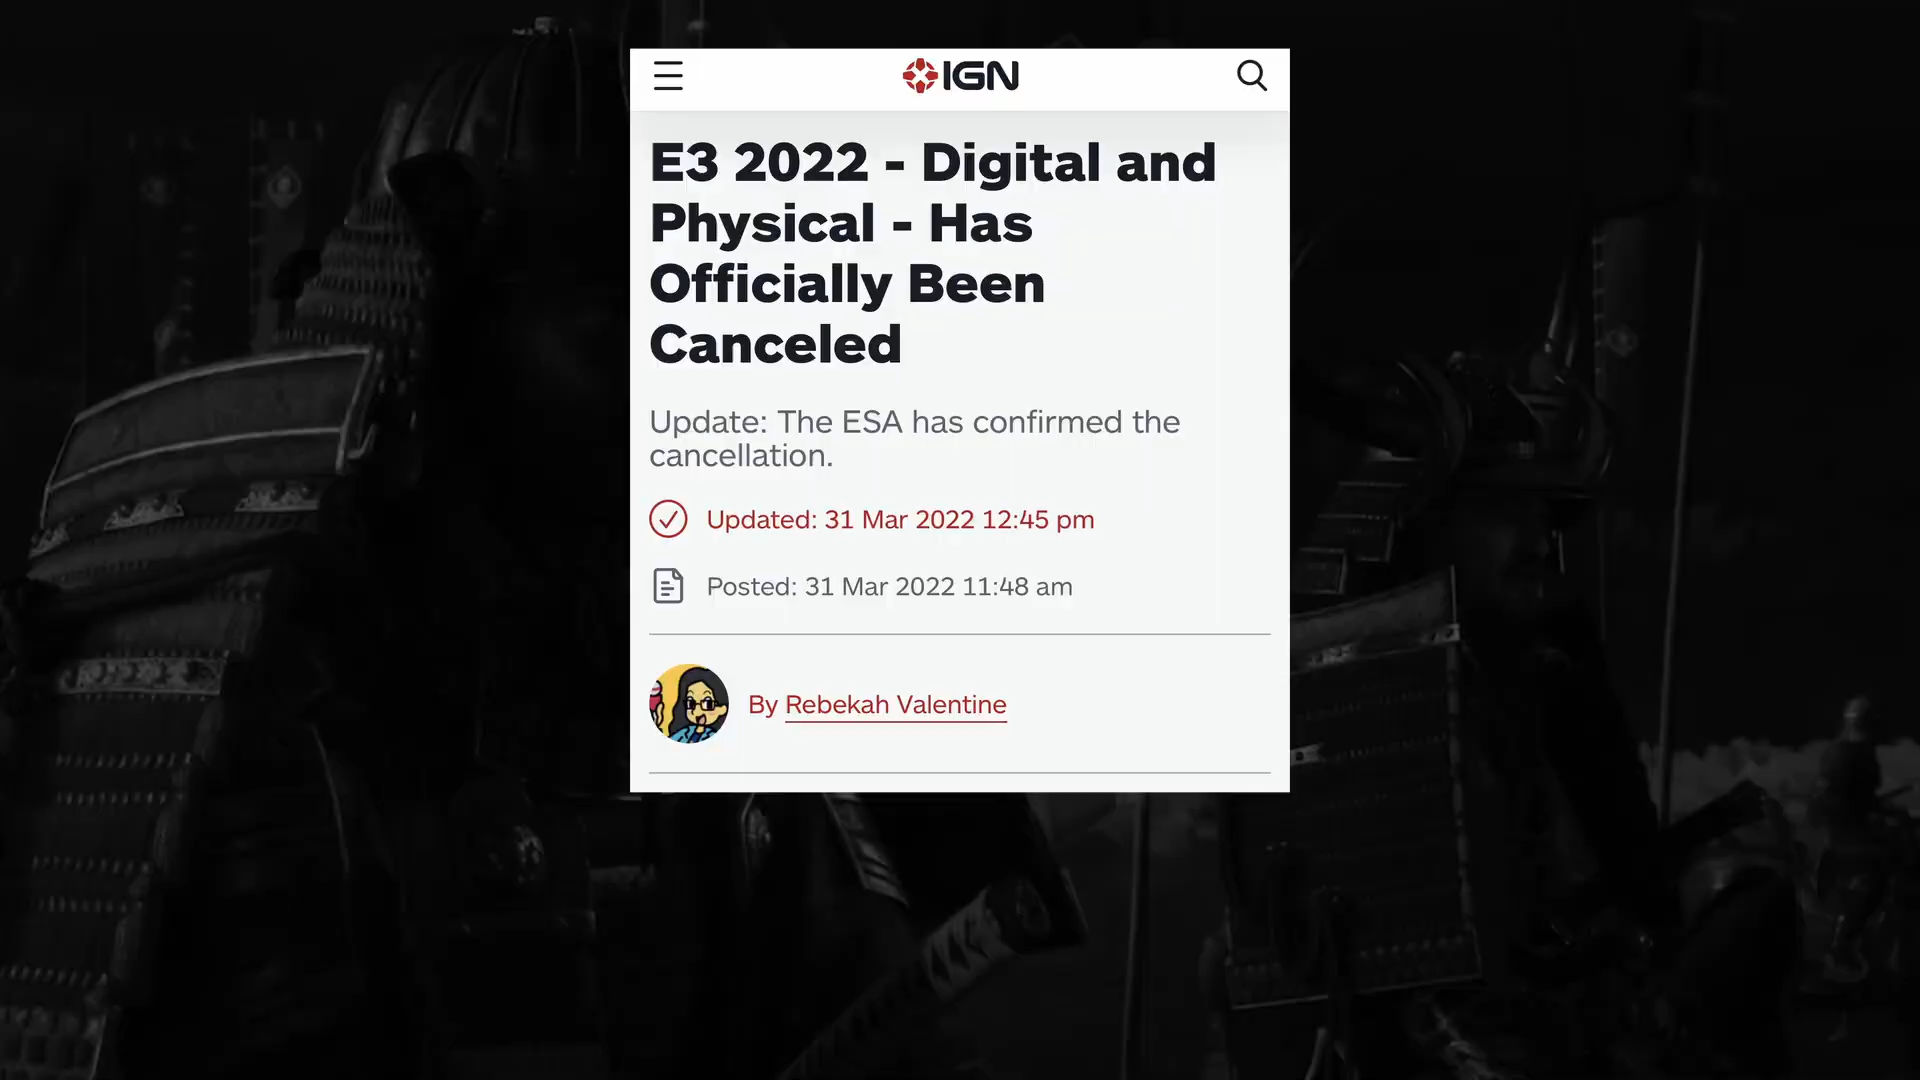 IGN
E3 2022 - Digital and
Physical - Has
Officially Been
Canceled
Update: The ESA has confirmed the
cancellation.
Updated: 31 Mar 2022 12:45 pm
Posted: 31 Mar 2022 11:48 am
By Rebekah Valentine